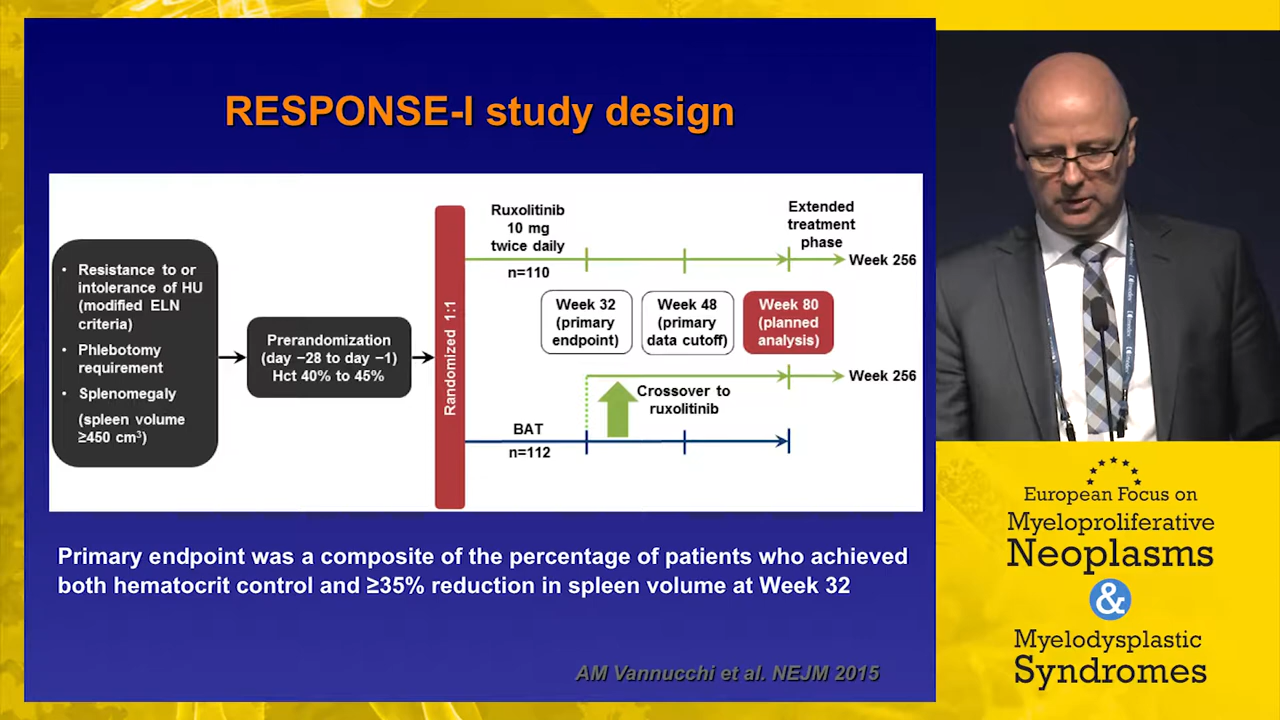 RESPONSE-I study design
• Resistance to or
intolerance of HU
(modified ELN
criteria)
• Phlebotomy
requirement
• Splenomegaly
(spleen volume
≥450 cm³)
Prerandomization
(day −28 to day −1)
Hct 40% to 45%
Randomized 1:1
Ruxolitinib
10 mg
twice daily
n=110
Extended
treatment
phase
Week 256
Week 32
(primary
endpoint)
Week 48
(primary
data cutoff)
Week 80
(planned
analysis)
Week 256
Crossover to
ruxolitinib
BAT
n=112
Primary endpoint was a composite of the percentage of patients who achieved
both hematocrit control and ≥35% reduction in spleen volume at Week 32
AM Vannucchi et al. NEJM 2015
European Focus on
Myeloproliferative
Neoplasms
&
Myelodysplastic
Syndromes